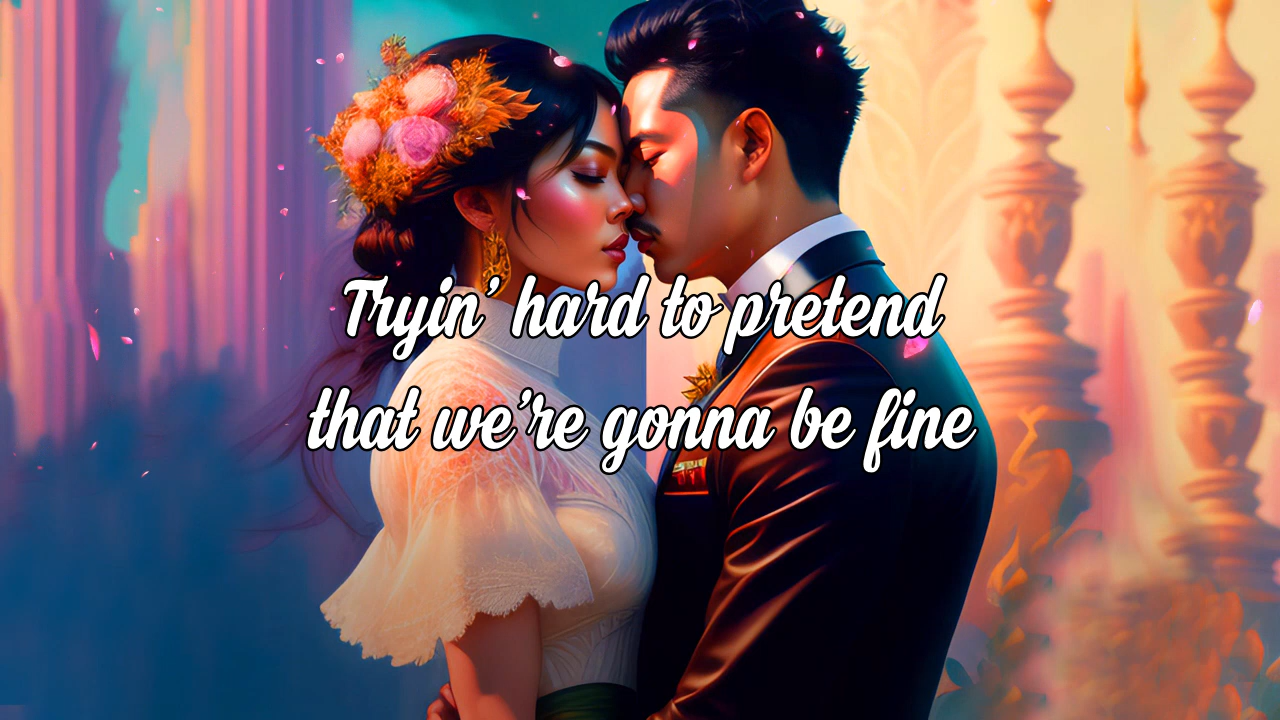 Tryin’ hard to pretend
that we’re gonna be fine